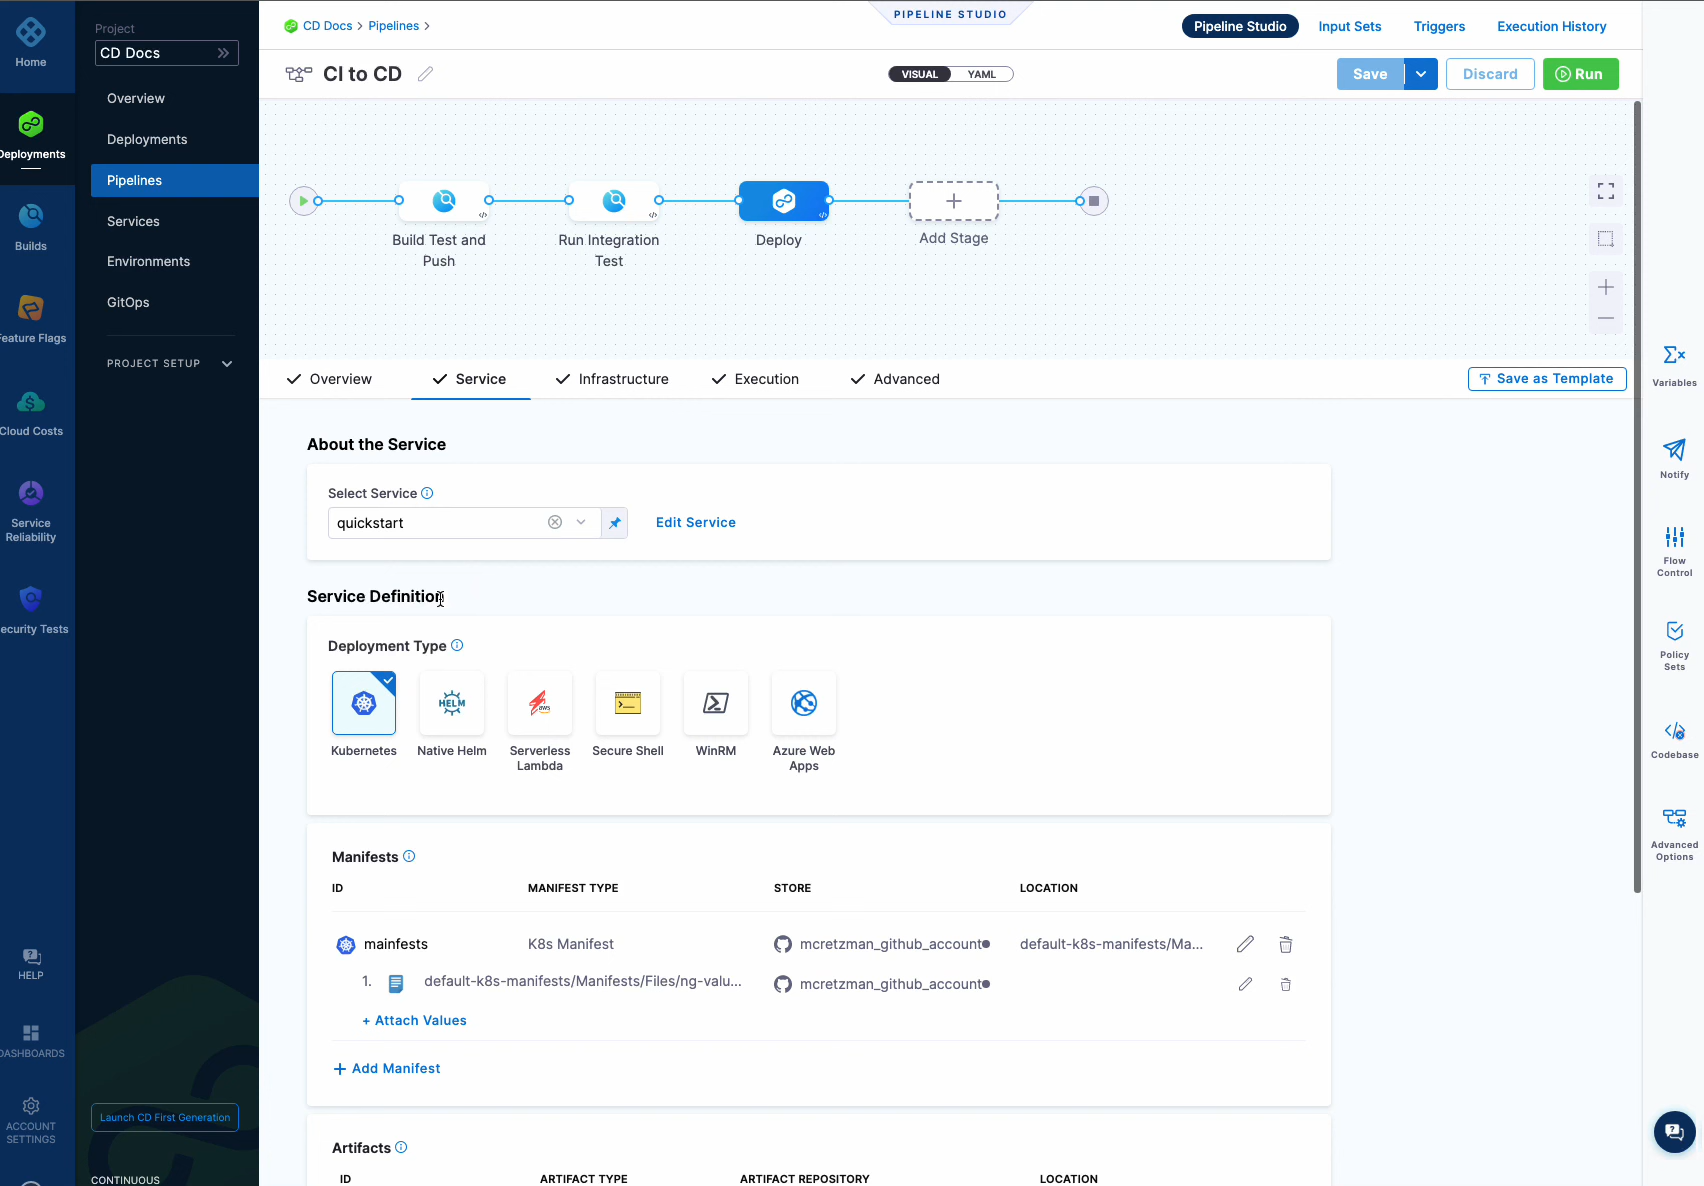 Home
Deployments
Builds
Feature Flags
Cloud Costs
Service
Reliability
ecurity Tests
HELP
DASHBOARDS
ACCOUNT
SETTINGS
Project
CD Docs
Overview
Deployments
Pipelines
Services
Environments
GitOps
PROJECT SETUP
Launch CD First Generation
CONTINUOUS
CD Docs > Pipelines >
PIPELINE STUDIO
Pipeline Studio
Input Sets
Triggers
Execution History
CI to CD
VISUAL
YAML
Save
Discard
Run
Build Test and
Push
Run Integration
Test
Deploy
Add Stage
Overview
Service
Infrastructure
Execution
Advanced
Save as Template
About the Service
Select Service
quickstart
Edit Service
Service Definition
Deployment Type
HELM
aws
Kubernetes
Native Helm
Serverless
Lambda
Secure Shell
WinRM
Azure Web
Apps
Manifests
ID MANIFEST TYPE STORE LOCATION
mainfests K8s Manifest mcretzman_github_account default-k8s-manifests/Ma...
1. default-k8s-manifests/Manifests/Files/ng-valu... mcretzman_github_account
+ Attach Values
+ Add Manifest
Artifacts
ID ARTIFACT TYPE ARTIFACT REPOSITORY LOCATION
Variables
Notify
Flow
Control
Policy
Sets
Codebase
Advanced
Options